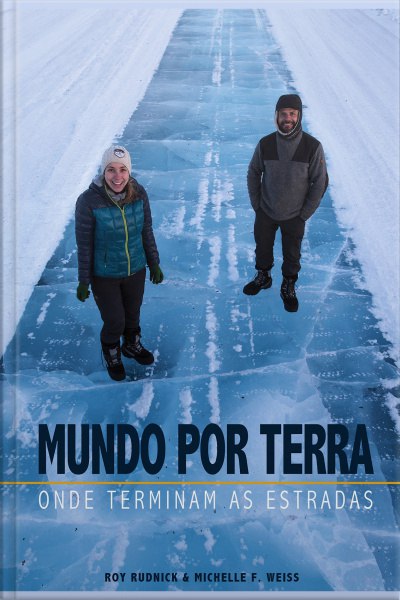 MUNDO POR TERRA
ONDE TERMINAM AS ESTRADAS
ROY RUDNICK & MICHELLE F. WEISS